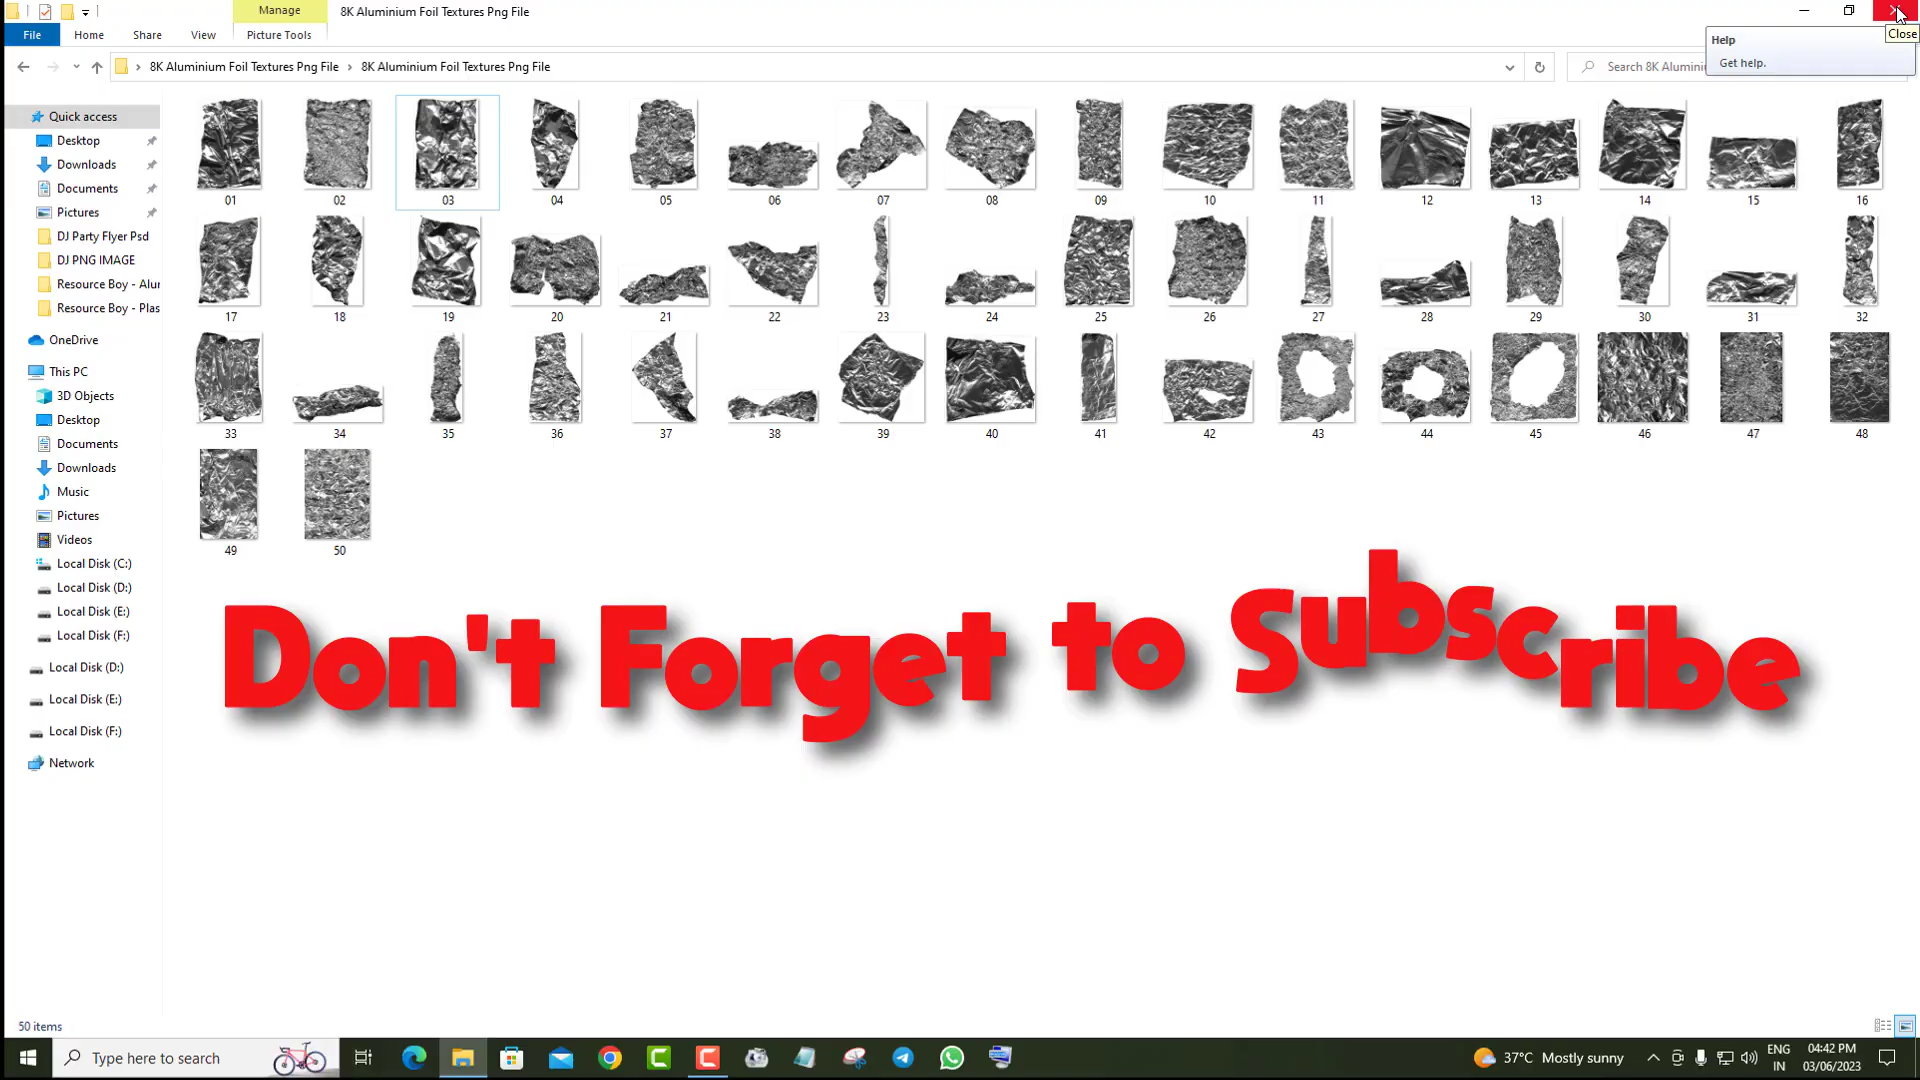 Manage
8K Aluminium Foil Textures Png File
File
Home
Share
View
Picture Tools
Close
Help
Get help.
8K Aluminium Foil Textures Png File
8K Aluminium Foil Textures Png File
Search 8K Alumini
Quick access
Desktop
Downloads
Documents
Pictures
DJ Party Flyer Psd
DJ PNG IMAGE
Resource Boy - Alur
Resource Boy - Plas
OneDrive
This PC
3D Objects
Desktop
Documents
Downloads
Music
Pictures
Videos
Local Disk (C:)
Local Disk (D:)
Local Disk (E:)
Local Disk (F:)
Local Disk (D:)
Local Disk (E:)
Local Disk (F:)
Network
01 02 03 04 05 06 07 08 09 10 11 12 13 14 15 16
17 18 19 20 21 22 23 24 25 26 27 28 29 30 31 32
33 34 35 36 37 38 39 40 41 42 43 44 45 46 47 48
49 50
Don't Forget to Subscribe
50 items
Type here to search
37°C Mostly sunny
ENG
IN
04:42 PM
03/06/2023